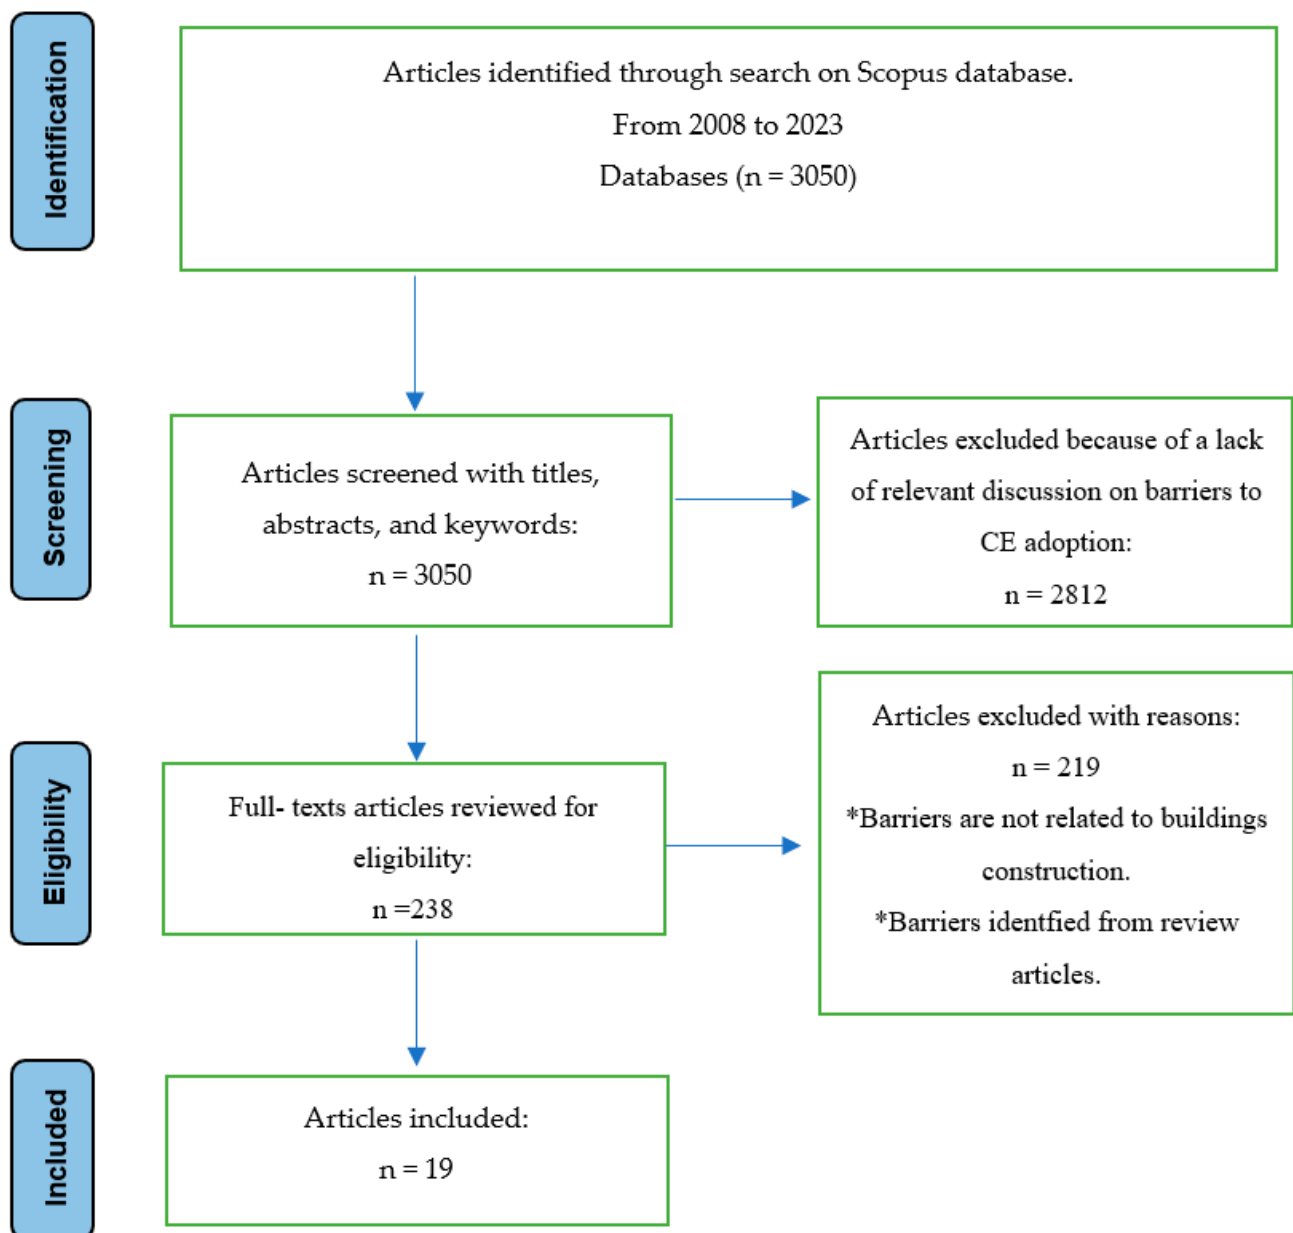 Identification
Articles identified through search on Scopus database.
From 2008 to 2023
Databases (n = 3050)
Screening
Articles screened with titles,
abstracts, and keywords:
n = 3050
Articles excluded because of a lack
of relevant discussion on barriers to
CE adoption:
n = 2812
Eligibility
Full- texts articles reviewed for
eligibility:
n =238
Articles excluded with reasons:
n = 219
*Barriers are not related to buildings
construction.
*Barriers identfied from review
articles.
Included
Articles included:
n = 19